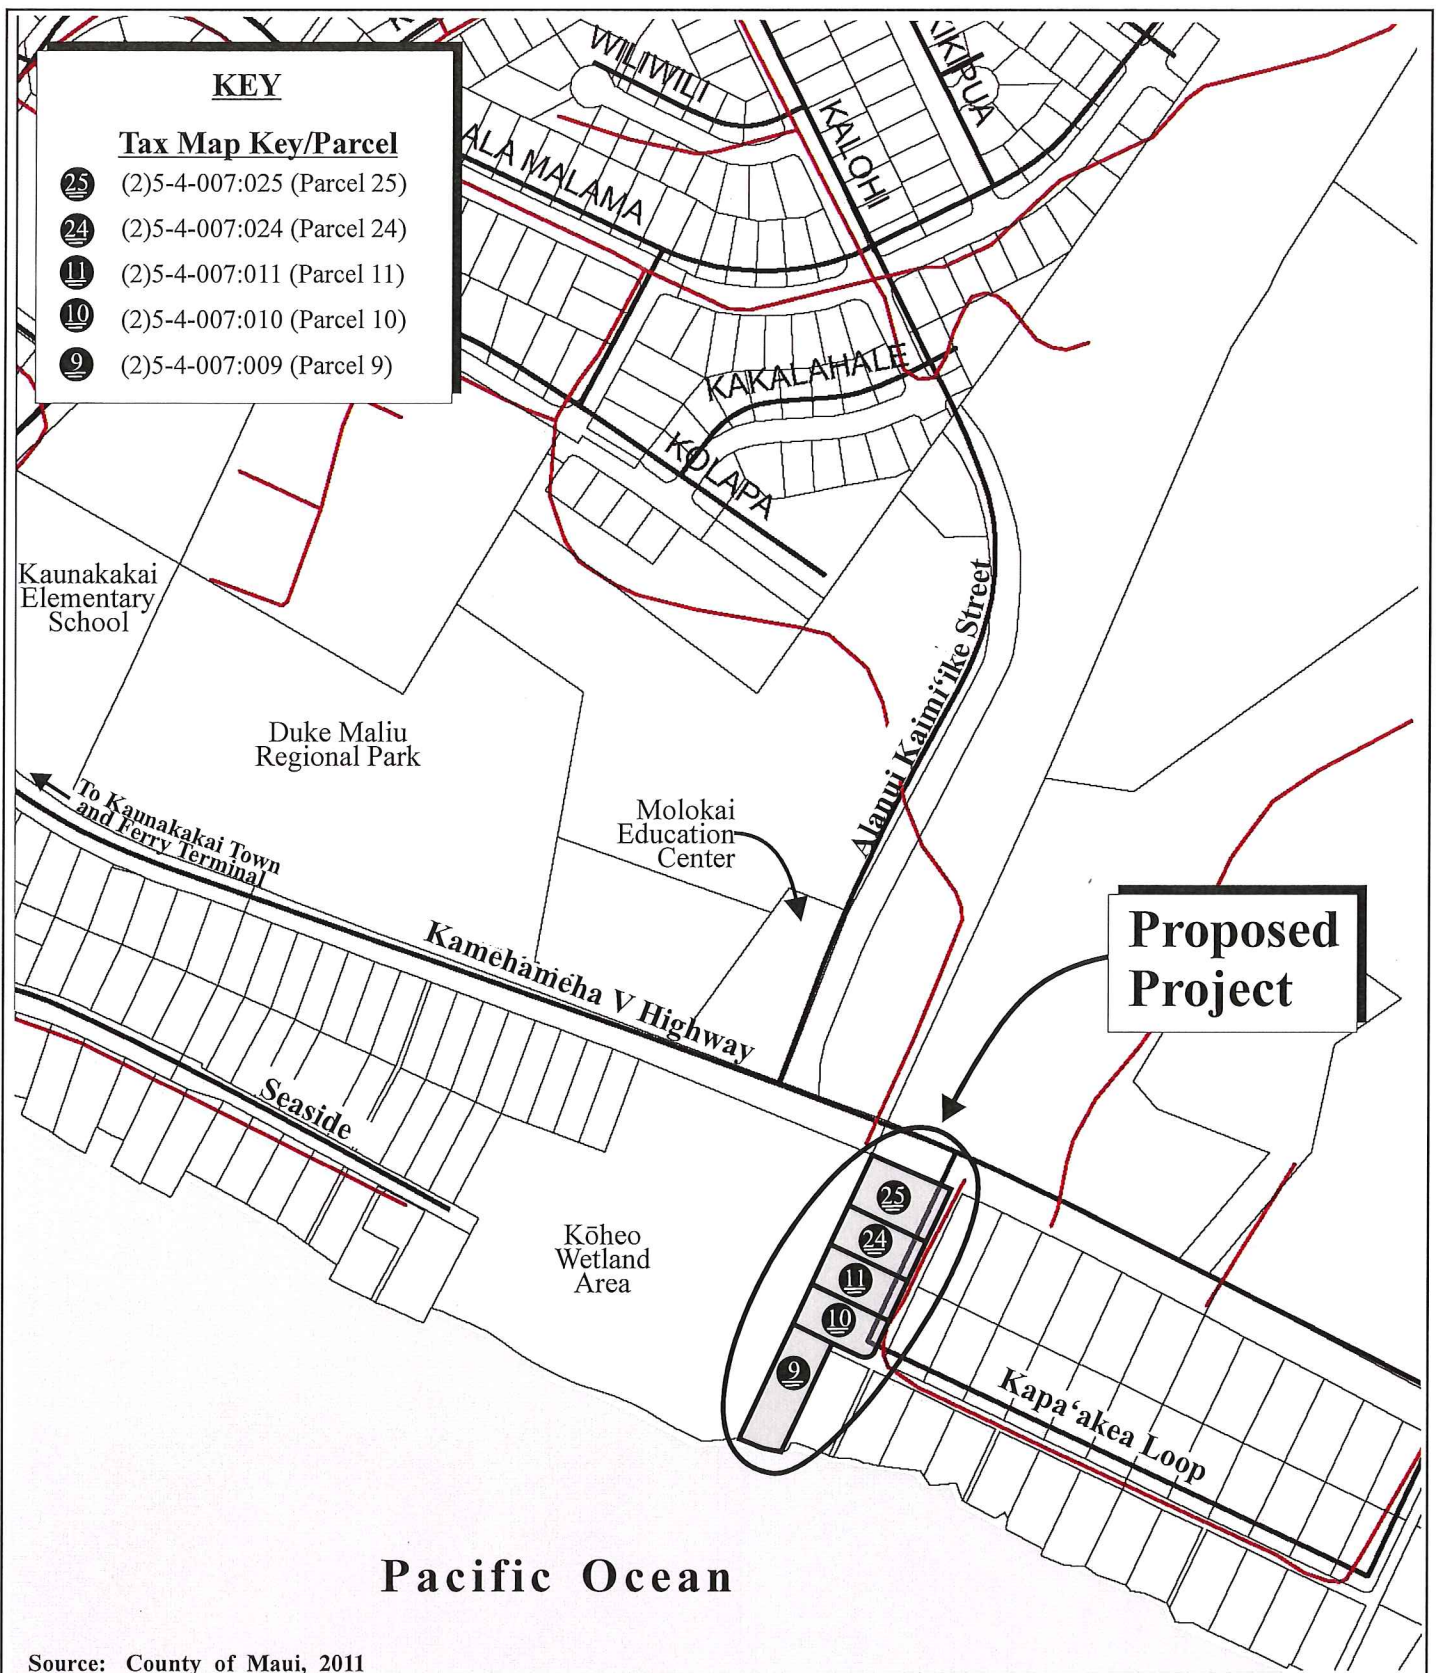 KEY
Tax Map Key/Parcel
25 (2)5-4-007:025 (Parcel 25)
24 (2)5-4-007:024 (Parcel 24)
11 (2)5-4-007:011 (Parcel 11)
10 (2)5-4-007:010 (Parcel 10)
9 (2)5-4-007:009 (Parcel 9)
WILIWILI
KALOHI
ALA MALAMA
KAKALAHALE
KOLAPA
Kaunakakai
Elementary
School
Alanui Kaimiʻike Street
Duke Maliu
Regional Park
To Kaunakakai Town
and Ferry Terminal
Molokai
Education
Center
Proposed
Project
Kamehameha V Highway
Seaside
Kōheo
Wetland
Area
25
24
11
10
9
Kapaʻakea Loop
Pacific Ocean
Source: County of Maui, 2011